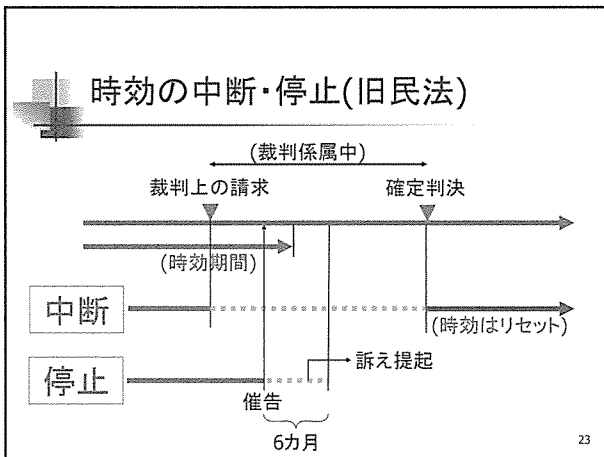 時効の中断・停止(旧民法)
(裁判係属中)
裁判上の請求
確定判決
(時効期間)
中断
(時効はリセット)
停止
訴え提起
催告
6カ月
23